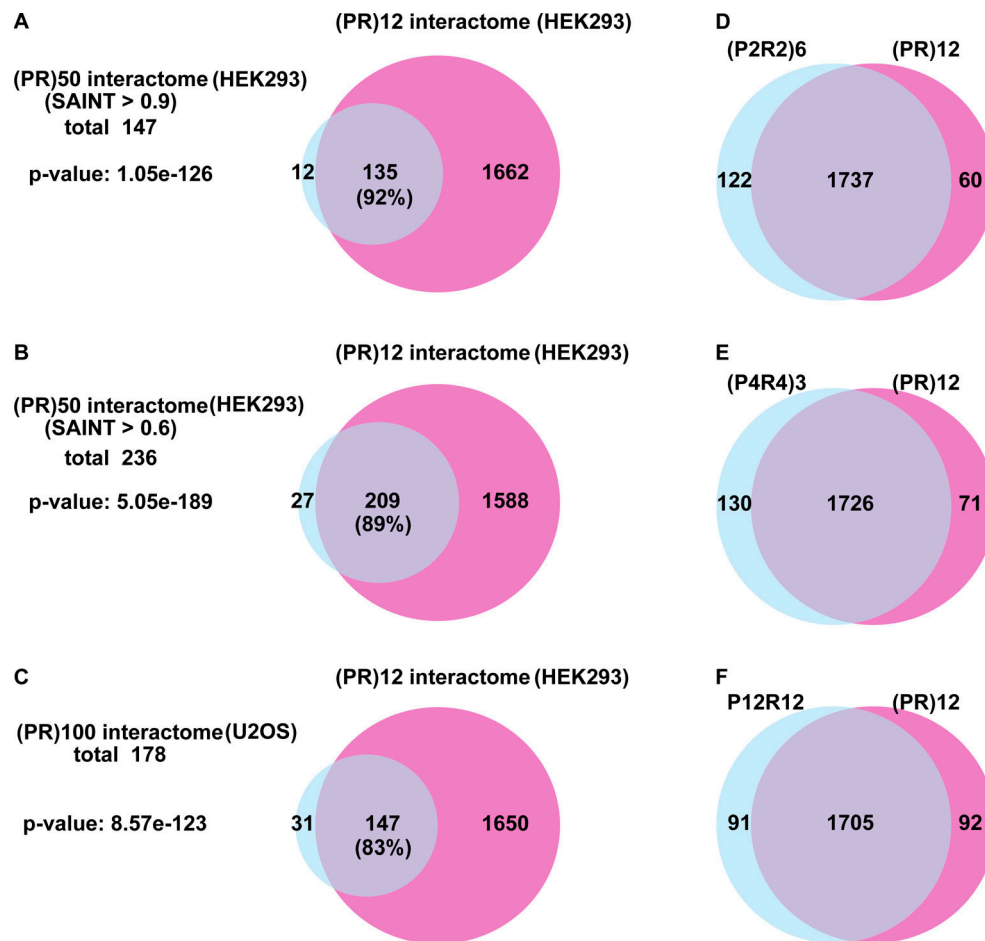 A
(PR)12 interactome (HEK293)
(PR)50 interactome (HEK293)
(SAINT > 0.9)
total 147
p-value: 1.05e-126
12
135
(92%)
1662
B
(PR)12 interactome (HEK293)
(PR)50 interactome (HEK293)
(SAINT > 0.6)
total 236
p-value: 5.05e-189
27
209
(89%)
1588
C
(PR)12 interactome (HEK293)
(PR)100 interactome (U2OS)
total 178
p-value: 8.57e-123
31
147
(83%)
1650
D
(P2R2)6
(PR)12
122
1737
60
E
(P4R4)3
(PR)12
130
1726
71
F
P12R12
(PR)12
91
1705
92